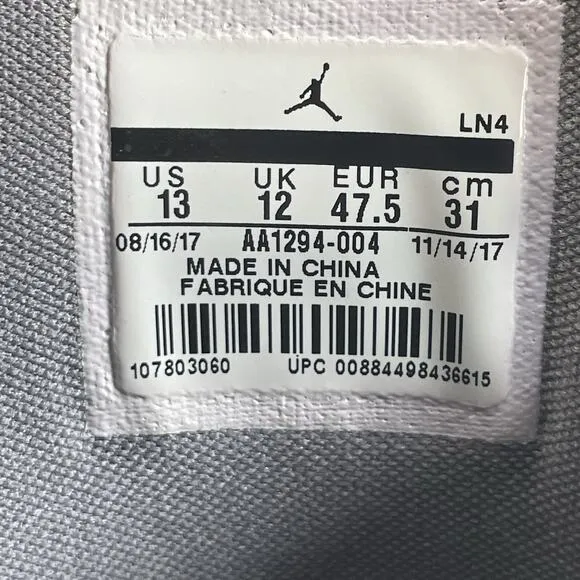 LN4
US UK EUR cm
13 12 47.5 31
08/16/17 AA1294-004 11/14/17
MADE IN CHINA
FABRIQUE EN CHINE
107803060 UPC 00884498436615